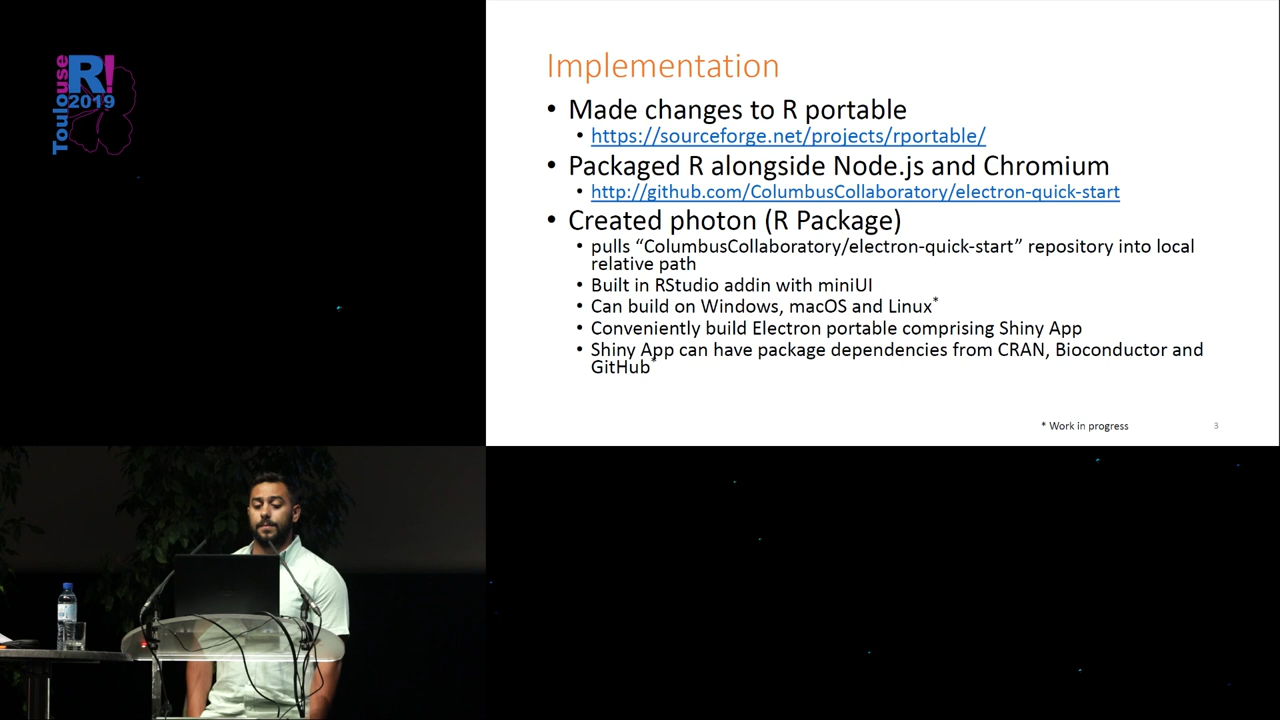 Toulouse
R!
2019
Implementation
• Made changes to R portable
• https://sourceforge.net/projects/rportable/
• Packaged R alongside Node.js and Chromium
• http://github.com/ColumbusCollaboratory/electron-quick-start
• Created photon (R Package)
• pulls “ColumbusCollaboratory/electron-quick-start” repository into local
relative path
• Built in RStudio addin with miniUI
• Can build on Windows, macOS and Linux*
• Conveniently build Electron portable comprising Shiny App
• Shiny App can have package dependencies from CRAN, Bioconductor and
GitHub*
* Work in progress
3